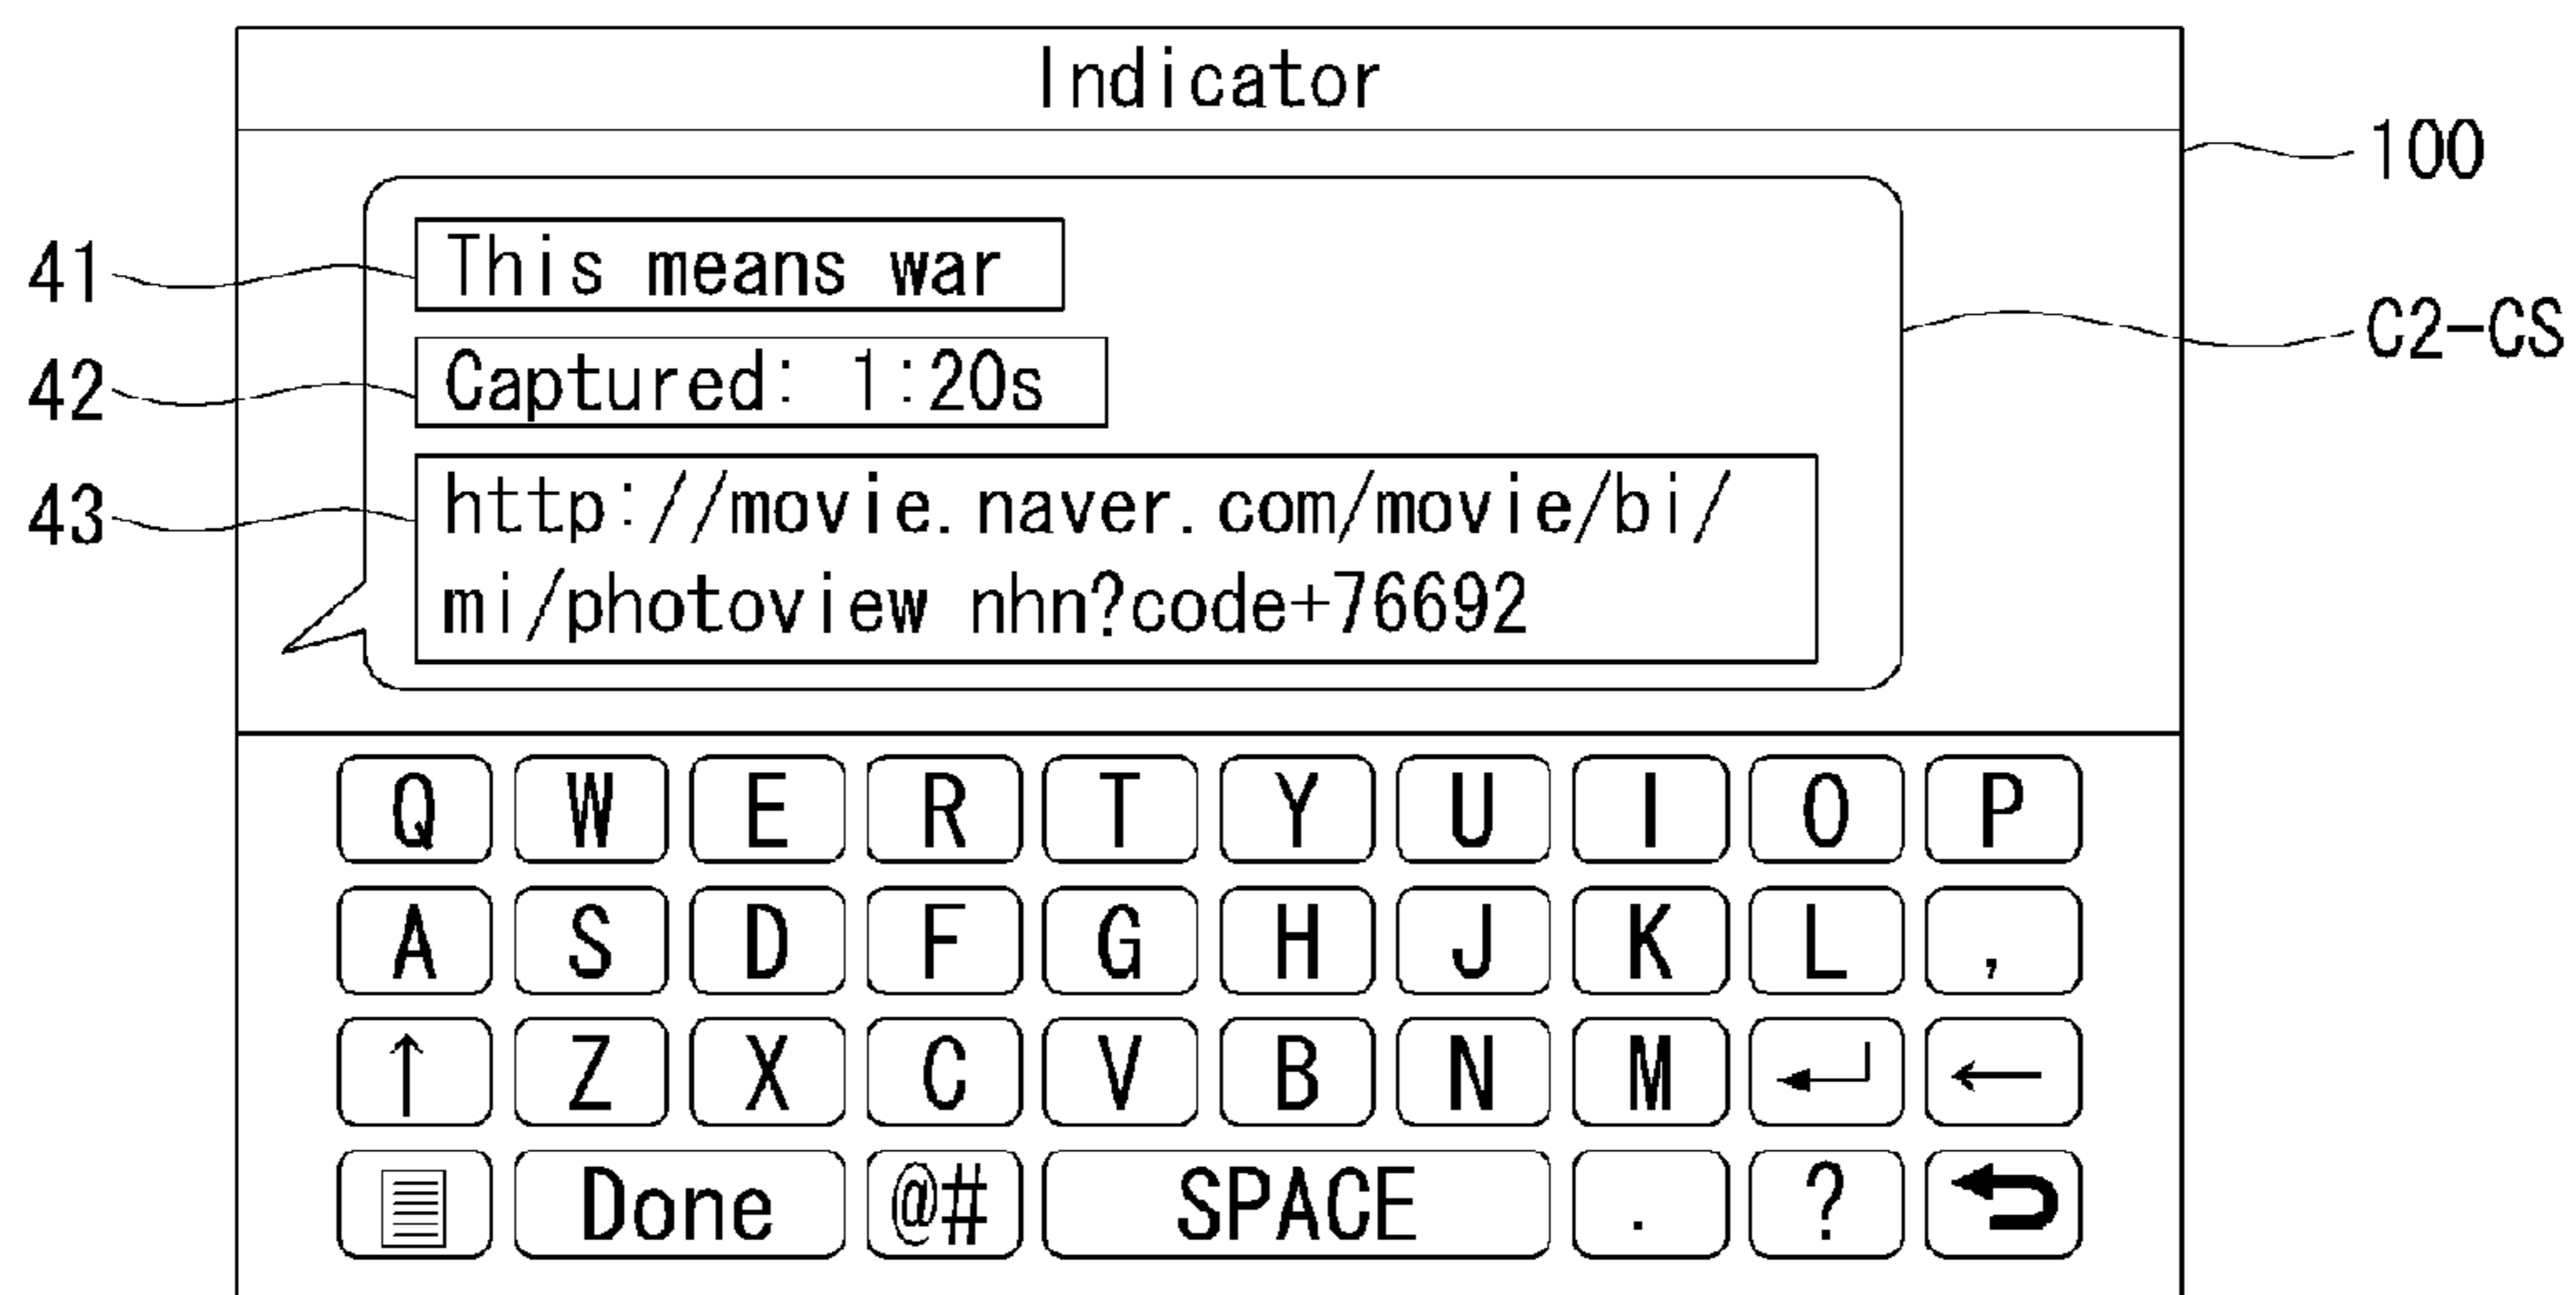 Indicator
100
41
This means war
C2-CS
42
Captured: 1:20s
43
http://movie.naver.com/movie/bi/
mi/photoview nhn?code+76692
Q W E R T Y U I O P
A S D F G H J K L ,
↑ Z X C V B N M ↵ ←
Done @# SPACE . ?